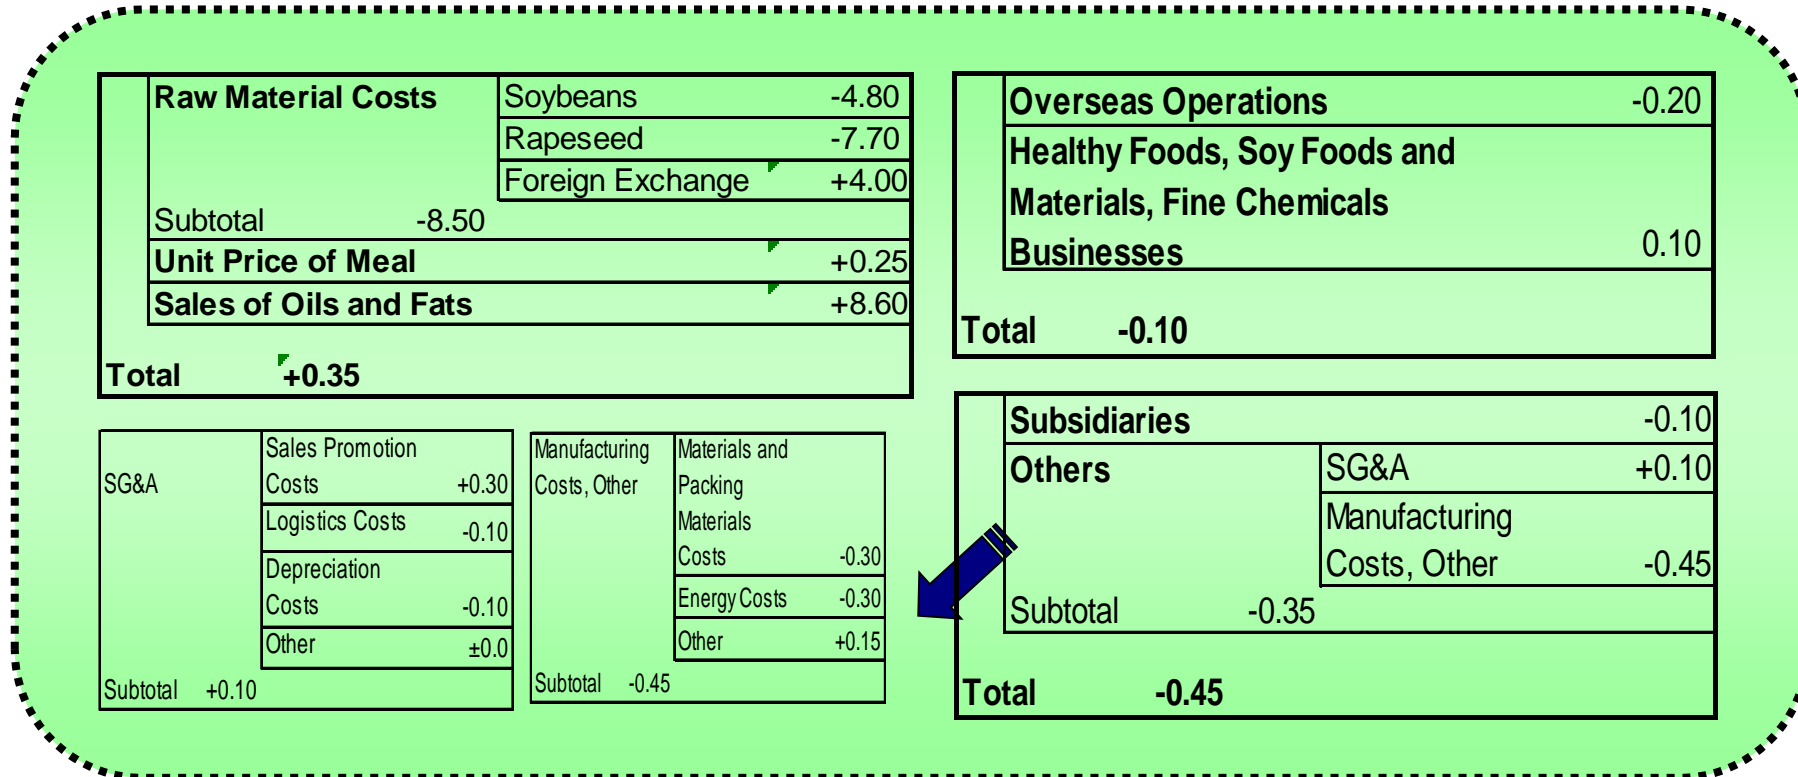 Raw Material Costs Soybeans -4.80
Rapeseed -7.70
Foreign Exchange +4.00
Subtotal -8.50
Unit Price of Meal +0.25
Sales of Oils and Fats +8.60
Total +0.35
Overseas Operations -0.20
Healthy Foods, Soy Foods and
Materials, Fine Chemicals
Businesses 0.10
Total -0.10
SG&A
Sales Promotion
Costs +0.30
Logistics Costs -0.10
Depreciation
Costs -0.10
Other ±0.0
Subtotal +0.10
Manufacturing
Costs, Other
Materials and
Packing
Materials
Costs -0.30
Energy Costs -0.30
Other +0.15
Subtotal -0.45
Subsidiaries -0.10
Others SG&A +0.10
Manufacturing
Costs, Other -0.45
Subtotal -0.35
Total -0.45